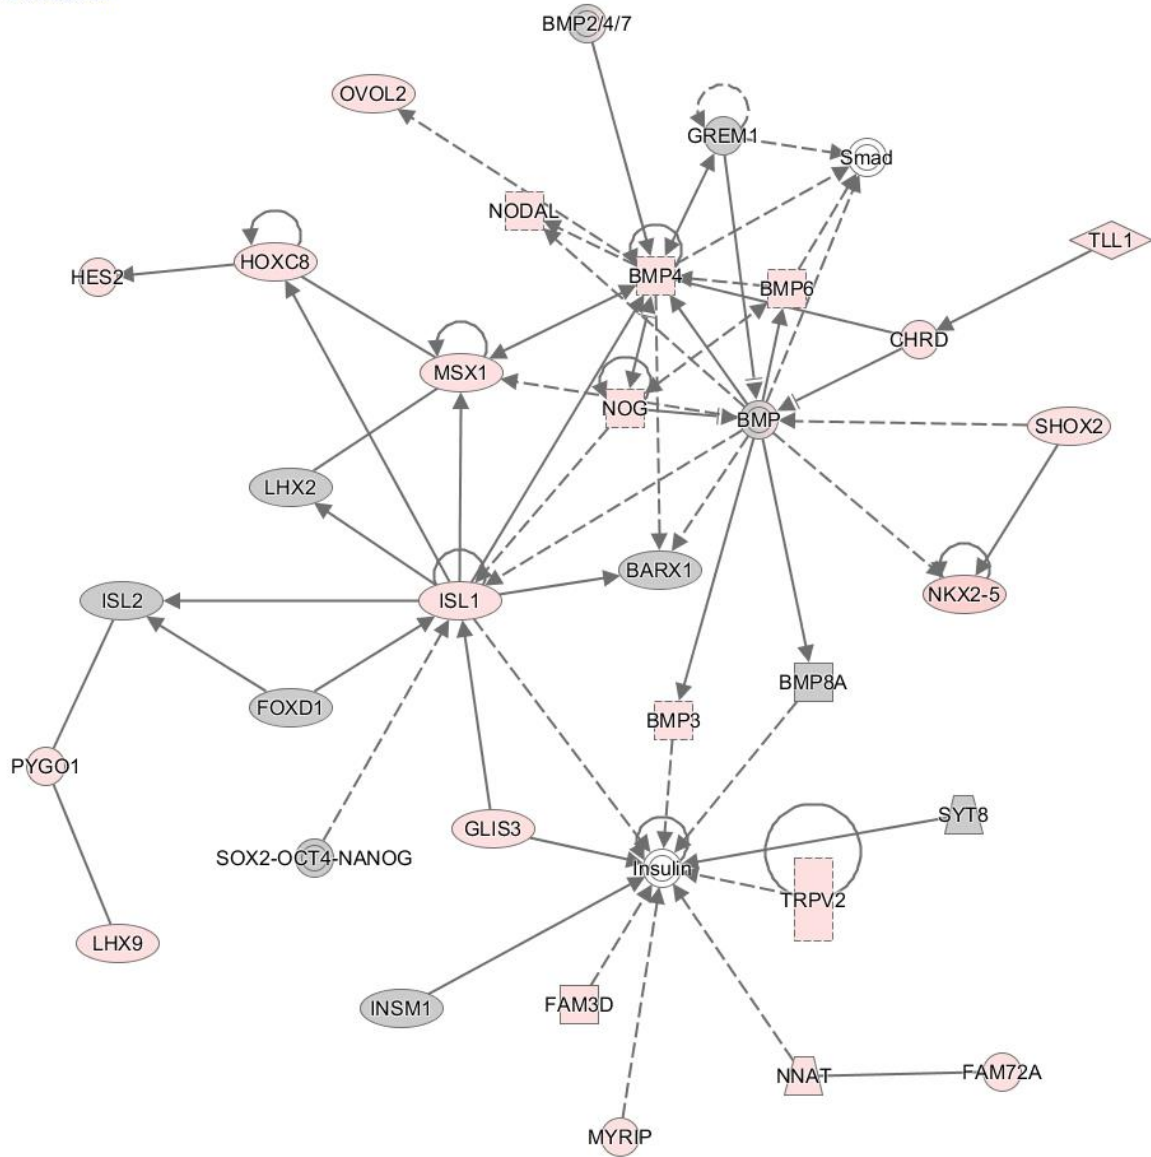 BMP2/4/7
OVOL2
GREM1
Smad
NODAL
TLL1
HOXC8
HES2
BMP4
BMP6
CHRD
MSX1
NOG
BMP
SHOX2
LHX2
BARX1
ISL2
ISL1
NKX2-5
BMP8A
FOXD1
BMP3
PYGO1
SYT8
GLIS3
SOX2-OCT4-NANOG
Insulin
TRPV2
LHX9
INSM1
FAM3D
NNAT
FAM72A
MYRIP